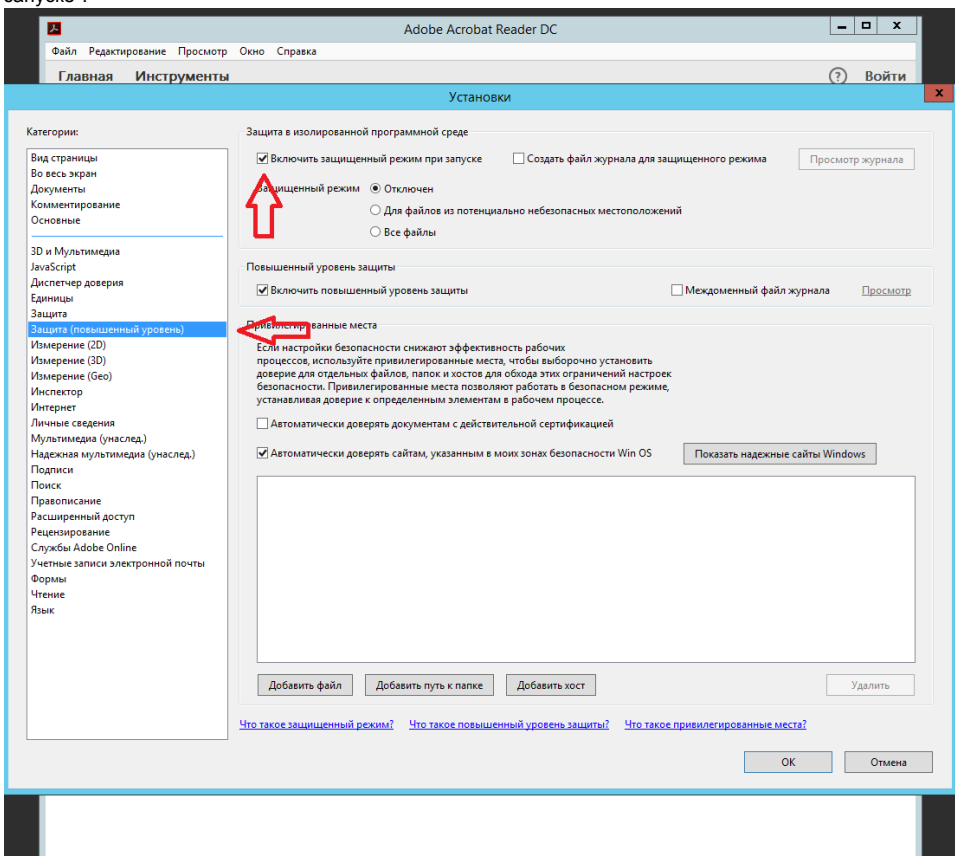 Adobe Acrobat Reader DC
Файл Редактирование Просмотр Окно Справка
Главная Инструменты
? Войти
Установки
Категории:
Вид страницы
Во весь экран
Документы
Комментирование
Основные
3D и Мультимедиа
JavaScript
Диспетчер доверия
Единицы
Защита
Защита (повышенный уровень)
Измерение (2D)
Измерение (3D)
Измерение (Geo)
Инспектор
Интернет
Личные сведения
Мультимедиа (унаслед.)
Надежная мультимедиа (унаслед.)
Подписи
Поиск
Правописание
Расширенный доступ
Рецензирование
Службы Adobe Online
Учетные записи электронной почты
Формы
Чтение
Язык
Защита в изолированной программной среде
Включить защищенный режим при запуске
Создать файл журнала для защищенного режима
Просмотр журнала
Защищенный режим
Отключен
Для файлов из потенциально небезопасных местоположений
Все файлы
Повышенный уровень защиты
Включить повышенный уровень защиты
Междоменный файл журнала
Просмотр
Привилегированные места
Если настройки безопасности снижают эффективность рабочих
процессов, используйте привилегированные места, чтобы выборочно установить
доверие для отдельных файлов, папок и хостов для обхода этих ограничений настроек
безопасности. Привилегированные места позволяют работать в безопасном режиме,
устанавливая доверие к определенным элементам в рабочем процессе.
Автоматически доверять документам с действительной сертификацией
Автоматически доверять сайтам, указанным в моих зонах безопасности Win OS
Показать надежные сайты Windows
Добавить файл
Добавить путь к папке
Добавить хост
Удалить
Что такое защищенный режим? Что такое повышенный уровень защиты? Что такое привилегированные места?
ОК
Отмена